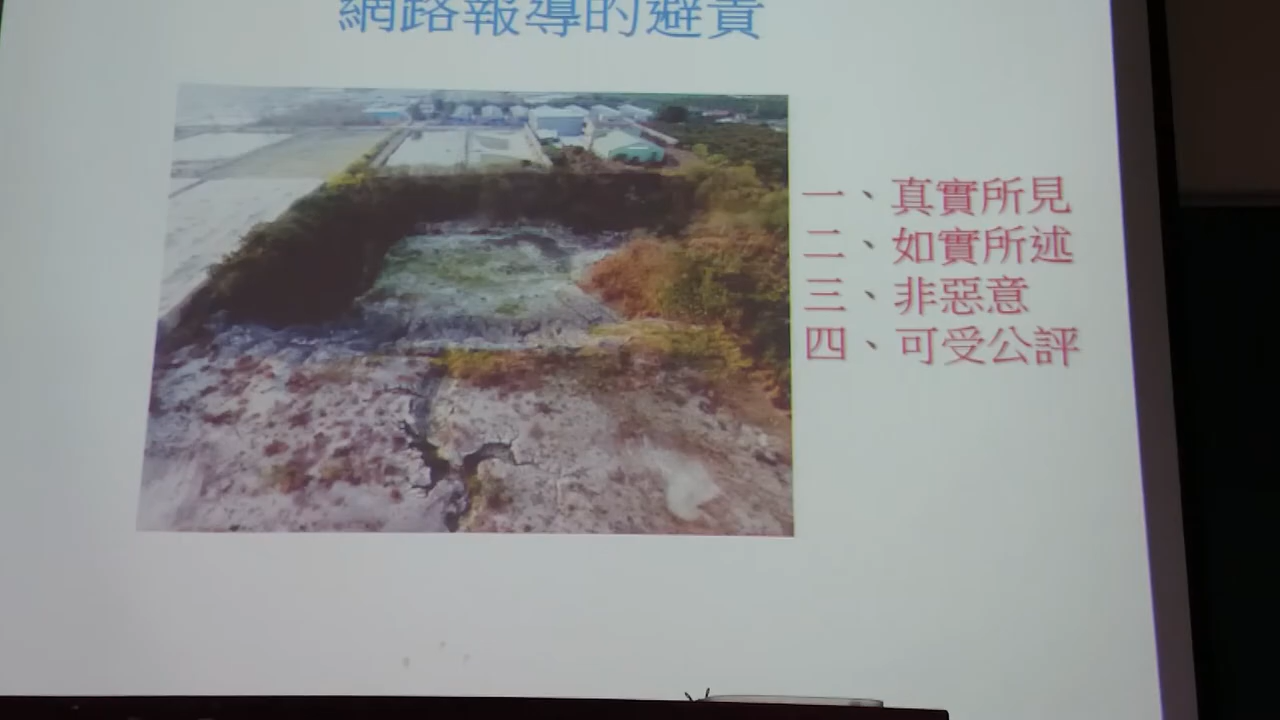 網路報導的避責
一、真實所見
二、如實所述
三、非惡意
四、可受公評